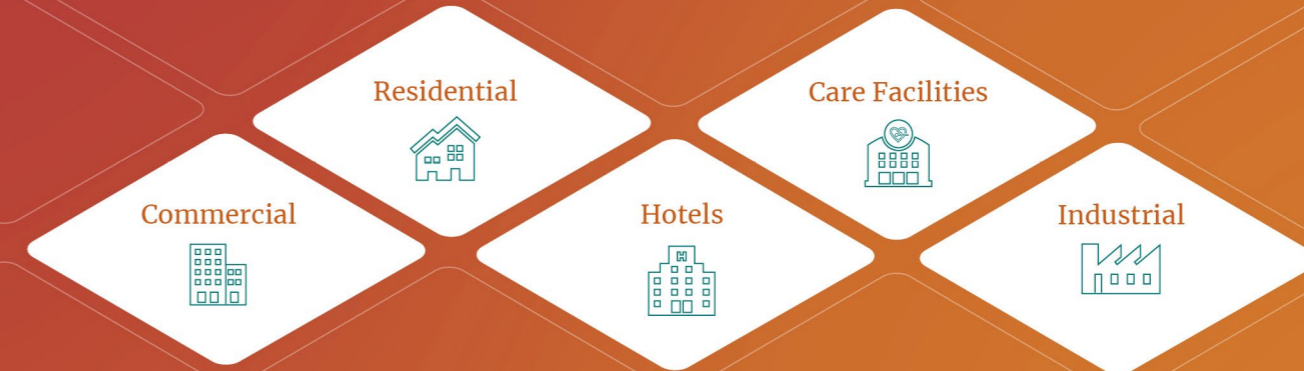 Residential
Care Facilities
Commercial
Hotels
H
Industrial